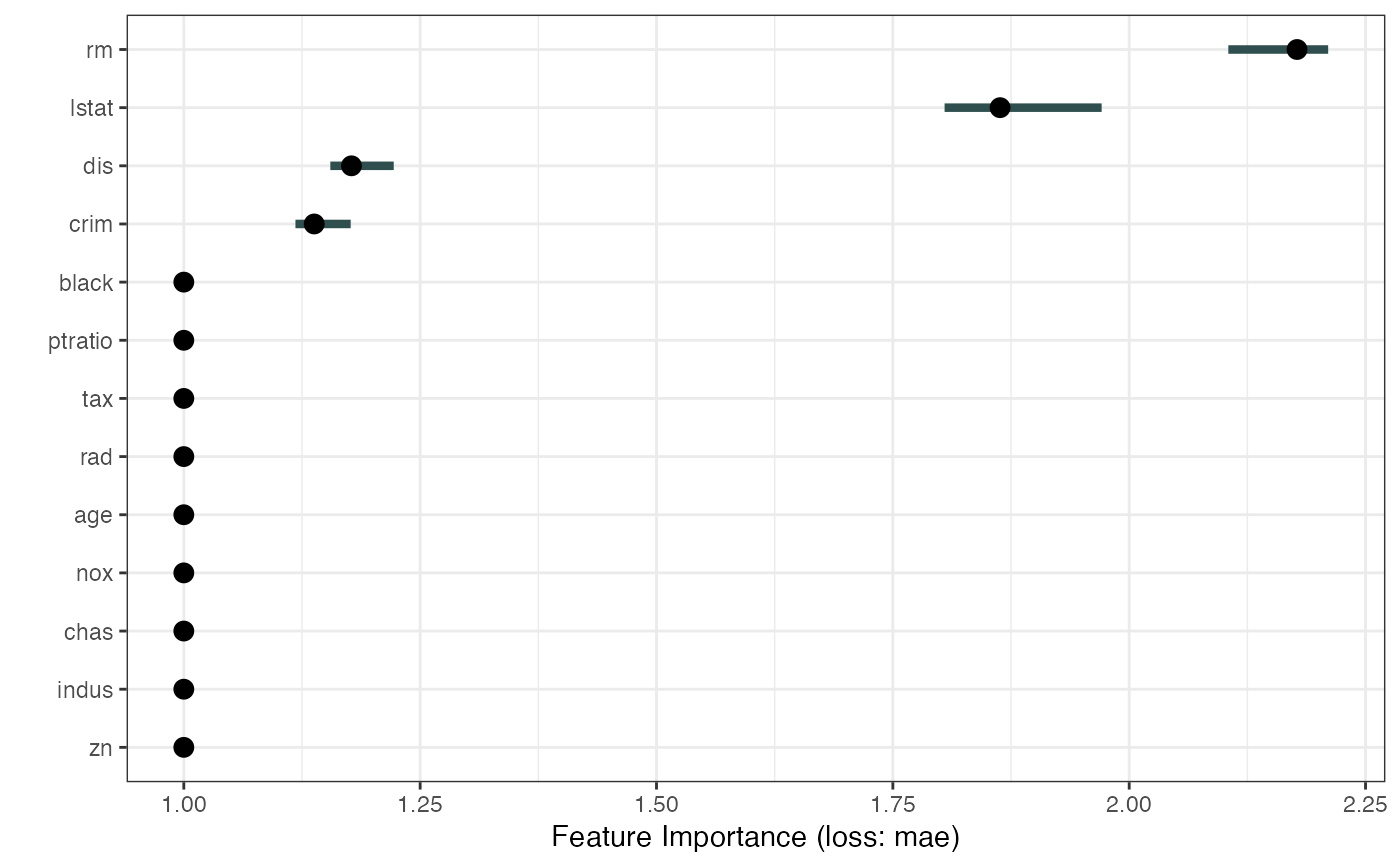 rm
lstat
dis
crim
black
ptratio
tax
rad
age
nox
chas
indus
zn
1.00 1.25 1.50 1.75 2.00 2.25
Feature Importance (loss: mae)